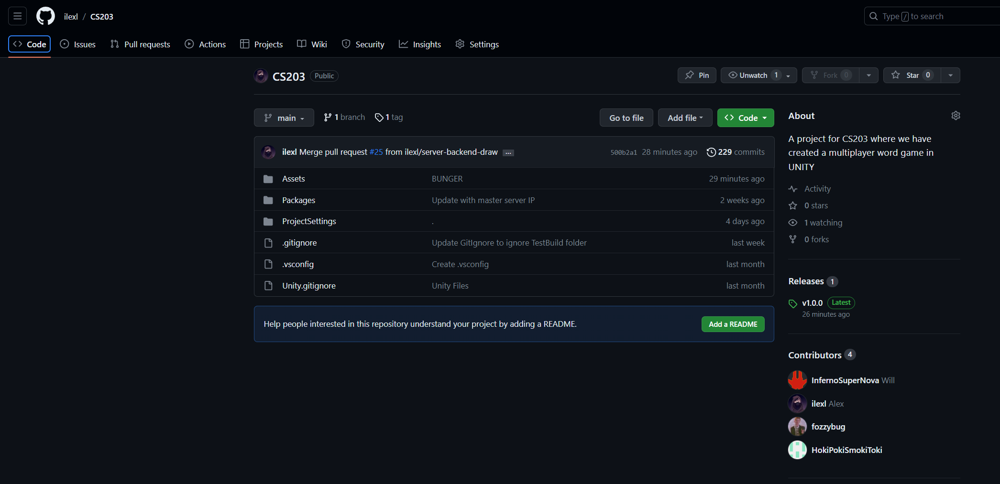 ilexl / CS203
Type / to search
Code Issues Pull requests Actions Projects Wiki Security Insights Settings
CS203 Public
Pin Unwatch 1 Fork 0 Star 0
main 1 branch 1 tag Go to file Add file Code
ilexl Merge pull request #25 from ilexl/server-backend-draw ... 500b2a1 28 minutes ago 229 commits
Assets BUNGER 29 minutes ago
Packages Update with master server IP 2 weeks ago
ProjectSettings . 4 days ago
.gitignore Update GitIgnore to ignore TestBuild folder last week
.vsconfig Create .vsconfig last month
Unity.gitignore Unity Files last month
Help people interested in this repository understand your project by adding a README. Add a README
About
A project for CS203 where we have
created a multiplayer word game in
UNITY
Activity
0 stars
1 watching
0 forks
Releases 1
v1.0.0 Latest
26 minutes ago
Contributors 4
InfernoSuperNova Will
ilexl Alex
fozzybug
HokiPokiSmokiToki